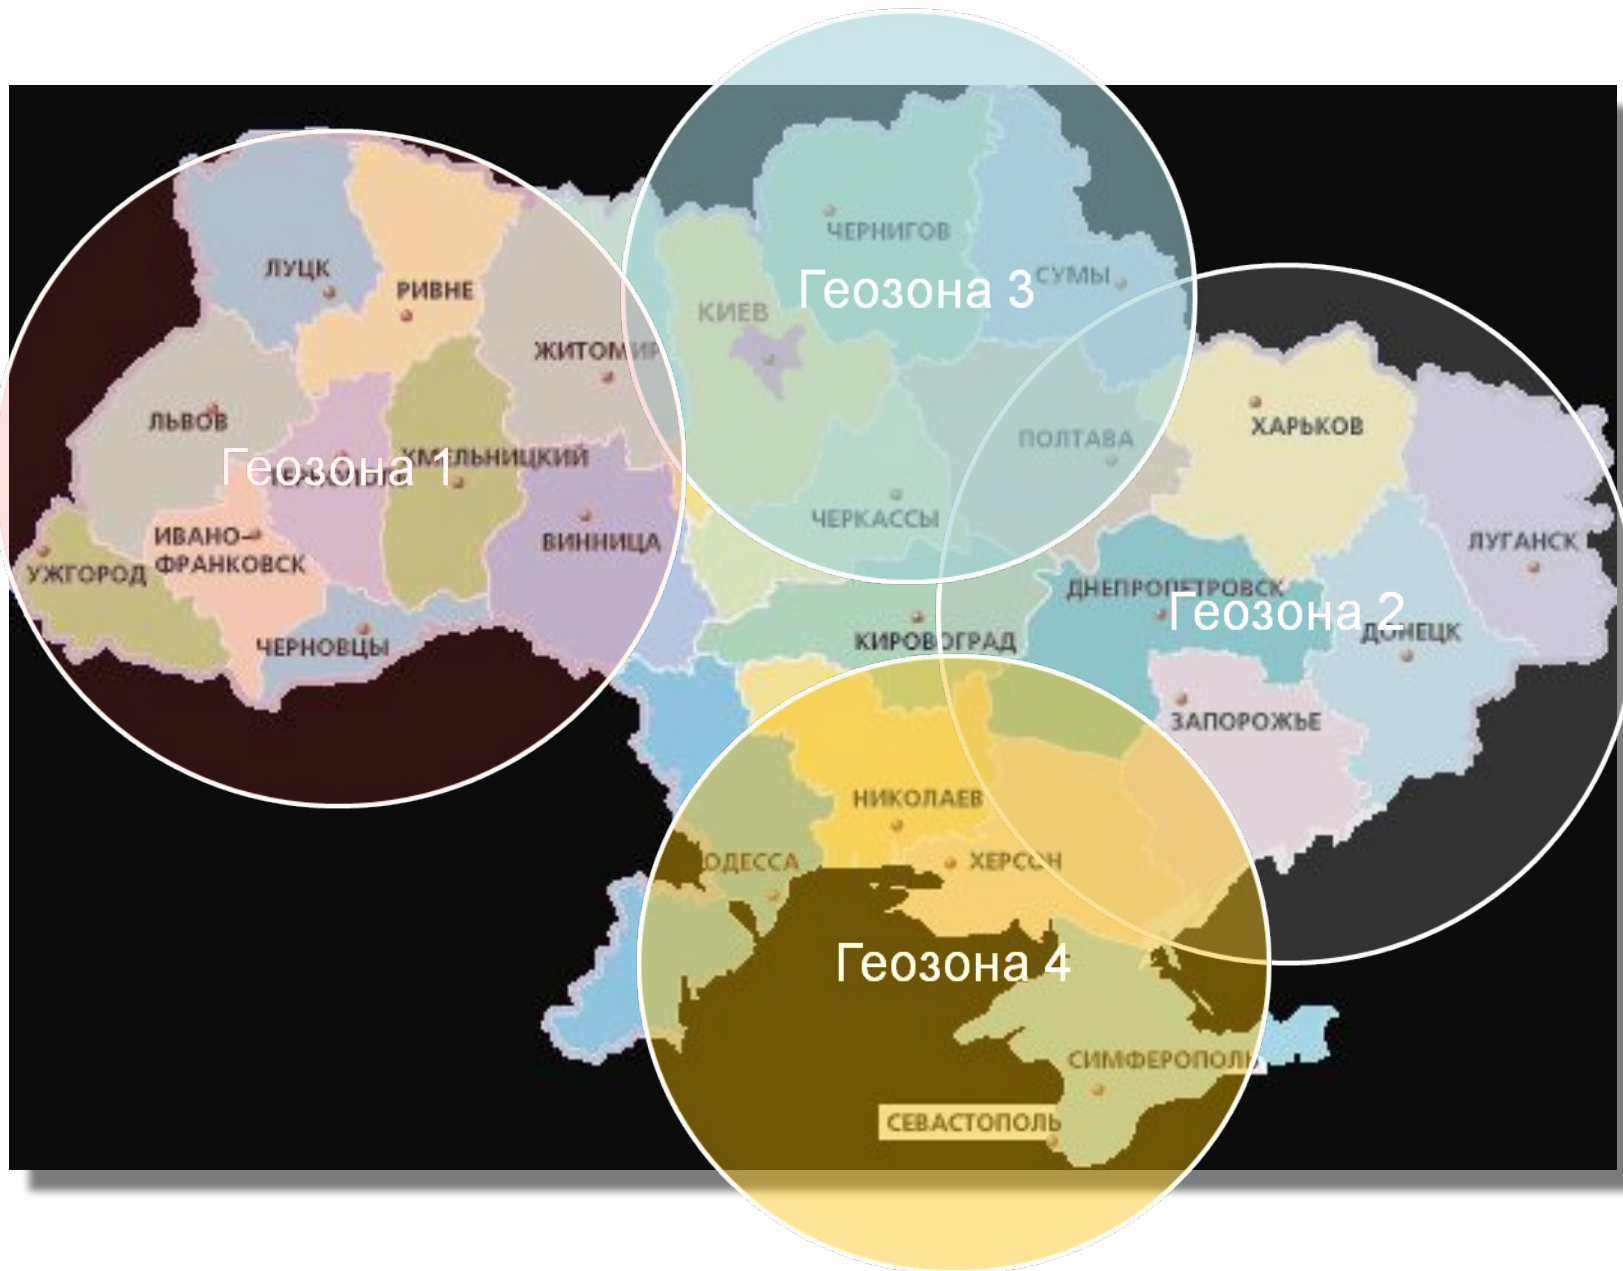 ЧЕРНИГОВ
ЛУЦК
СУМЫ
РИВНЕ
Геозона 3
КИЕВ
ЖИТОМИР
ЛЬВОВ
ХАРЬКОВ
ПОЛТАВА
ХМЕЛЬНИЦКИЙ
Геозона 1
ЧЕРКАССЫ
ИВАНО-
ФРАНКОВСК
ВИННИЦА
ЛУГАНСК
УЖГОРОД
ДНЕПРОПЕТРОВСК
Геозона 2
ДОНЕЦК
КИРОВОГРАД
ЧЕРНОВЦЫ
ЗАПОРОЖЬЕ
НИКОЛАЕВ
ОДЕССА
ХЕРСОН
Геозона 4
СИМФЕРОПОЛЬ
СЕВАСТОПОЛЬ